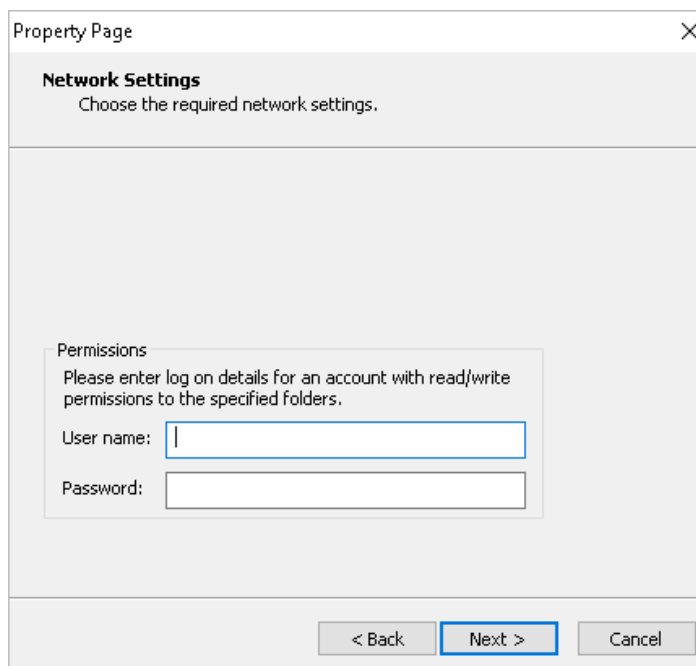 Property Page
Network Settings
Choose the required network settings.
Permissions
Please enter log on details for an account with read/write
permissions to the specified folders.
User name:
Password:
< Back Next > Cancel